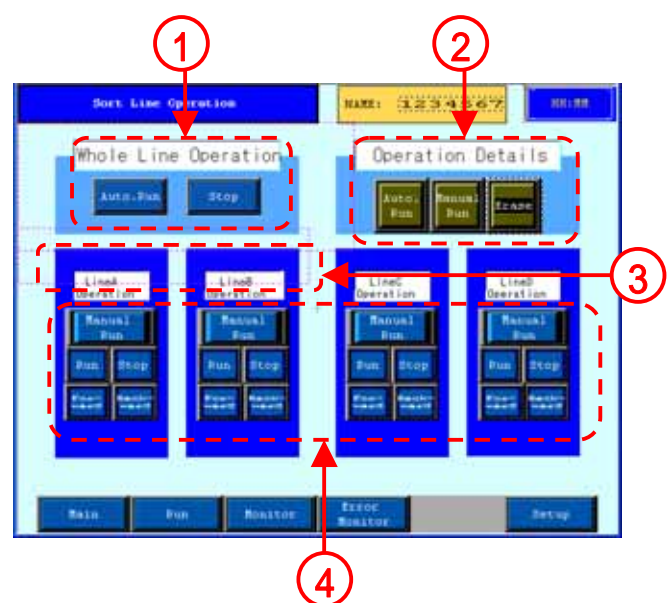 1
2
Sort Line Operation
NAME: 1234567
HH:MM
Whole Line Operation
Operation Details
Auto.Run
Stop
Auto.
Run
Manual
Run
Erase
3
LineA
Operation
LineB
Operation
LineC
Operation
LineD
Operation
Manual
Run
Manual
Run
Manual
Run
Manual
Run
Run
Stop
Run
Stop
Run
Stop
Run
Stop
Main
Run
Monitor
Error
Monitor
Setup
4